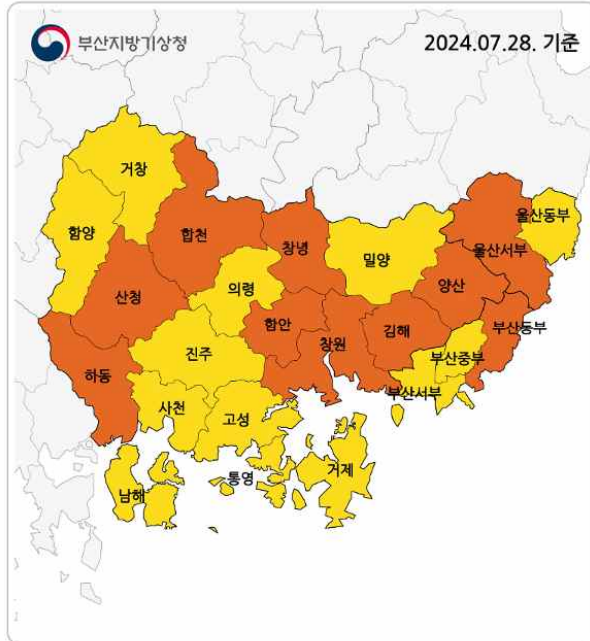 부산지방기상청
2024.07.28. 기준
거창
함양
합천
창녕
밀양
울산동부
울산서부
산청
의령
양산
함안
창원
김해
부산동부
하동
진주
부산중부
부산서부
사천
고성
남해
통영
거제